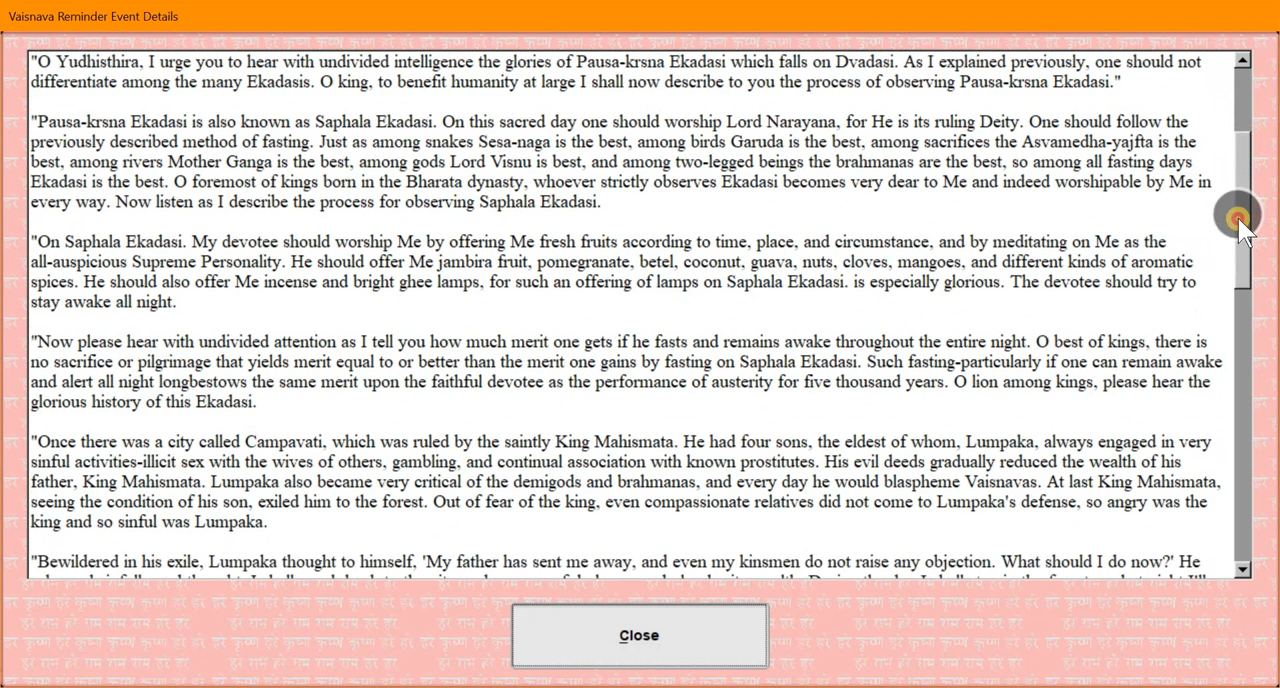 Vaisnava Reminder Event Details
"O Yudhisthira, I urge you to hear with undivided intelligence the glories of Pausa-krsna Ekadasi which falls on Dvadasi. As I explained previously, one should not
differentiate among the many Ekadasis. O king, to benefit humanity at large I shall now describe to you the process of observing Pausa-krsna Ekadasi."
"Pausa-krsna Ekadasi is also known as Saphala Ekadasi. On this sacred day one should worship Lord Narayana, for He is its ruling Deity. One should follow the
previously described method of fasting. Just as among snakes Sesa-naga is the best, among birds Garuda is the best, among sacrifices the Asvamedha-yajfta is the
best, among rivers Mother Ganga is the best, among gods Lord Visnu is best, and among two-legged beings the brahmanas are the best, so among all fasting days
Ekadasi is the best. O foremost of kings born in the Bharata dynasty, whoever strictly observes Ekadasi becomes very dear to Me and indeed worshipable by Me in
every way. Now listen as I describe the process for observing Saphala Ekadasi.
"On Saphala Ekadasi. My devotee should worship Me by offering Me fresh fruits according to time, place, and circumstance, and by meditating on Me as the
all-auspicious Supreme Personality. He should offer Me jambira fruit, pomegranate, betel, coconut, guava, nuts, cloves, mangoes, and different kinds of aromatic
spices. He should also offer Me incense and bright ghee lamps, for such an offering of lamps on Saphala Ekadasi. is especially glorious. The devotee should try to
stay awake all night.
"Now please hear with undivided attention as I tell you how much merit one gets if he fasts and remains awake throughout the entire night. O best of kings, there is
no sacrifice or pilgrimage that yields merit equal to or better than the merit one gains by fasting on Saphala Ekadasi. Such fasting-particularly if one can remain awake
and alert all night longbestows the same merit upon the faithful devotee as the performance of austerity for five thousand years. O lion among kings, please hear the
glorious history of this Ekadasi.
"Once there was a city called Campavati, which was ruled by the saintly King Mahismata. He had four sons, the eldest of whom, Lumpaka, always engaged in very
sinful activities-illicit sex with the wives of others, gambling, and continual association with known prostitutes. His evil deeds gradually reduced the wealth of his
father, King Mahismata. Lumpaka also became very critical of the demigods and brahmanas, and every day he would blaspheme Vaisnavas. At last King Mahismata,
seeing the condition of his son, exiled him to the forest. Out of fear of the king, even compassionate relatives did not come to Lumpaka's defense, so angry was the
king and so sinful was Lumpaka.
"Bewildered in his exile, Lumpaka thought to himself, 'My father has sent me away, and even my kinsmen do not raise any objection. What should I do now?' He
Close